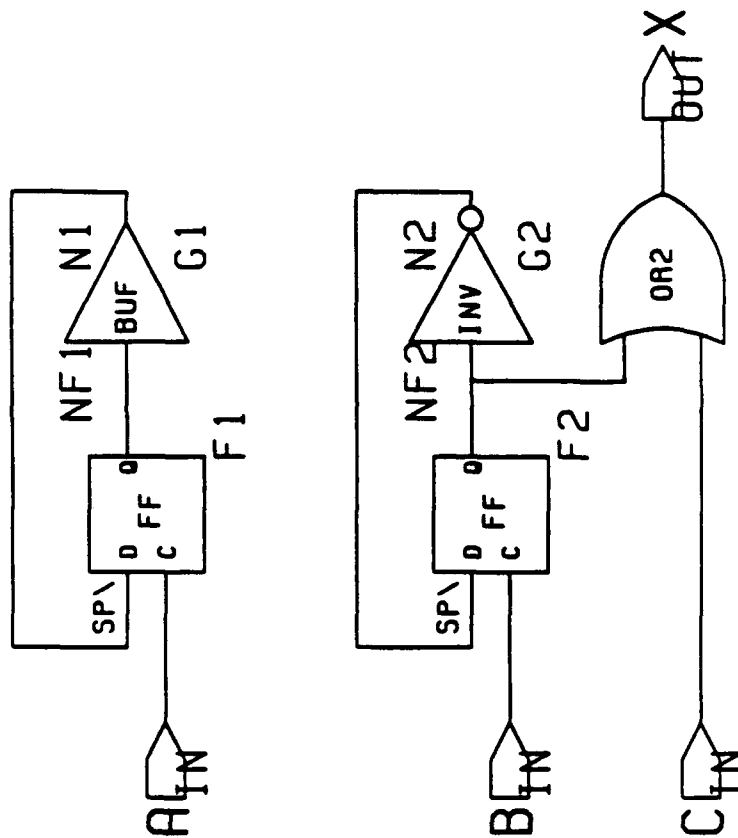 N1
NF1
BUF
G1
SP\
D
Q
FF
C
F1
A
IN
N2
NF2
INV
G2
SP\
D
Q
FF
C
F2
B
IN
X
OUT
OR2
C
IN